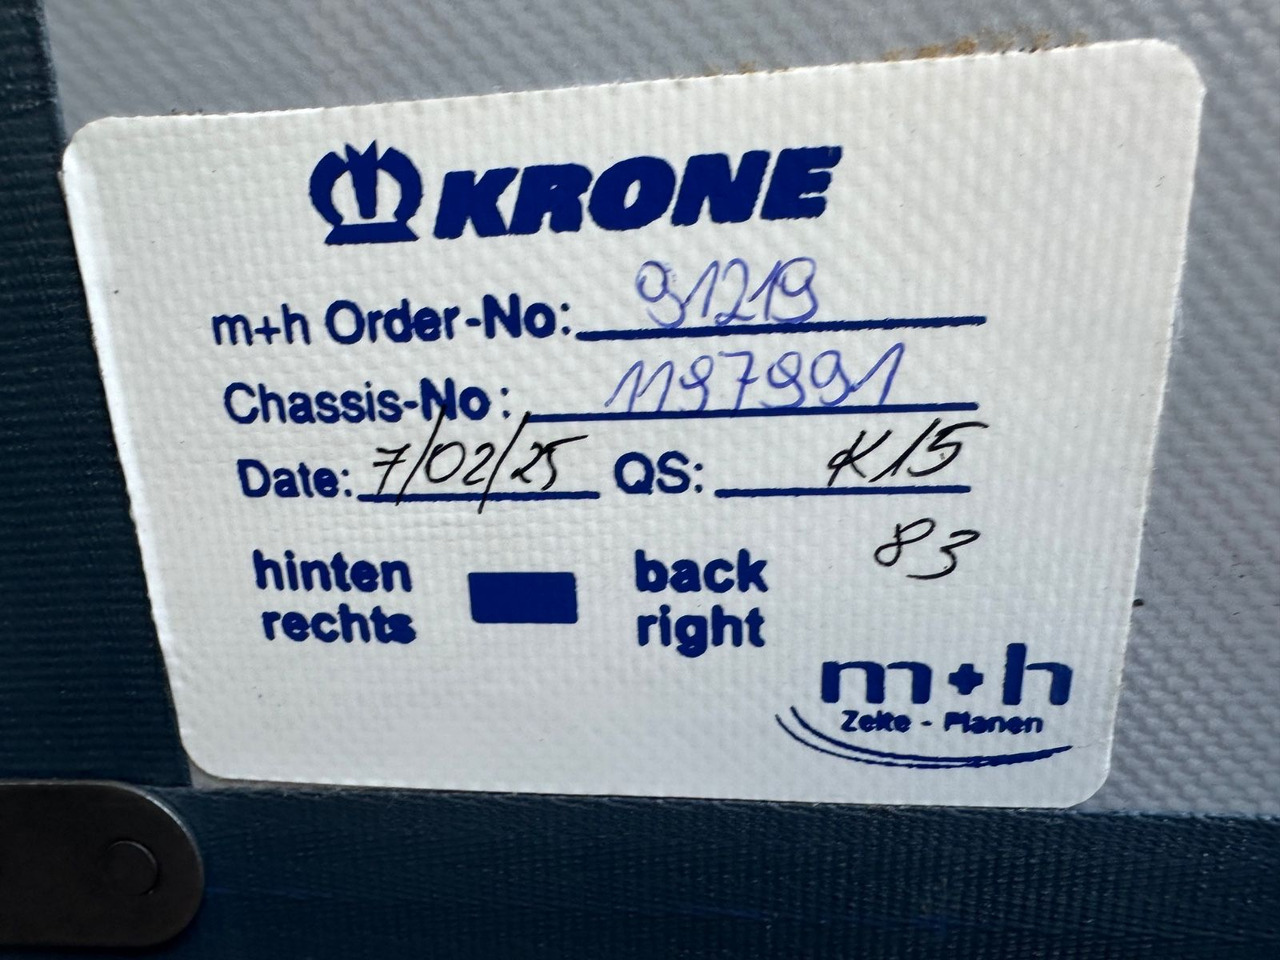 KRONE
m+h Order-No: 91219
Chassis-No: 1197991
Date: 7/02/25 QS: K15
83
hinten back
rechts right
m+h
Zelte - Planen